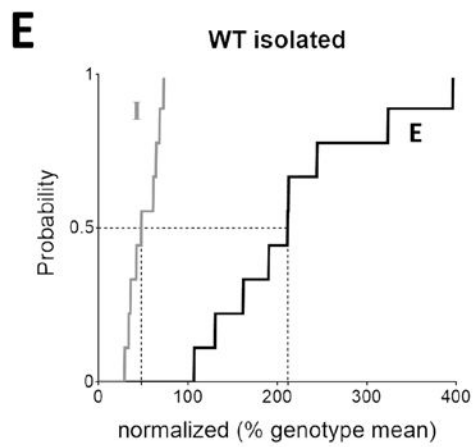 E
WT isolated
1
I
E
0.5
Probability
0
0
100
200
300
400
normalized (% genotype mean)